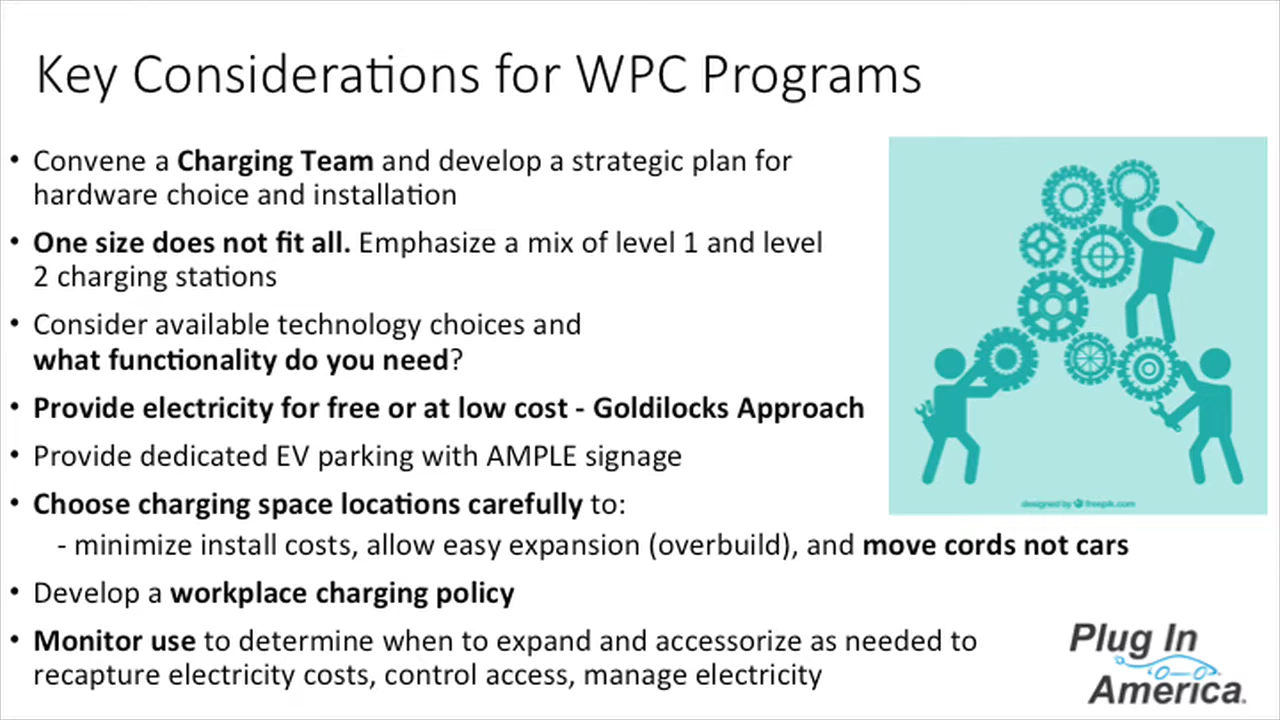 Key Considerations for WPC Programs
• Convene a Charging Team and develop a strategic plan for
hardware choice and installation
• One size does not fit all. Emphasize a mix of level 1 and level
2 charging stations
• Consider available technology choices and
what functionality do you need?
• Provide electricity for free or at low cost - Goldilocks Approach
• Provide dedicated EV parking with AMPLE signage
• Choose charging space locations carefully to:
- minimize install costs, allow easy expansion (overbuild), and move cords not cars
• Develop a workplace charging policy
• Monitor use to determine when to expand and accessorize as needed to
recapture electricity costs, control access, manage electricity
designed by freepik.com
Plug In
America.